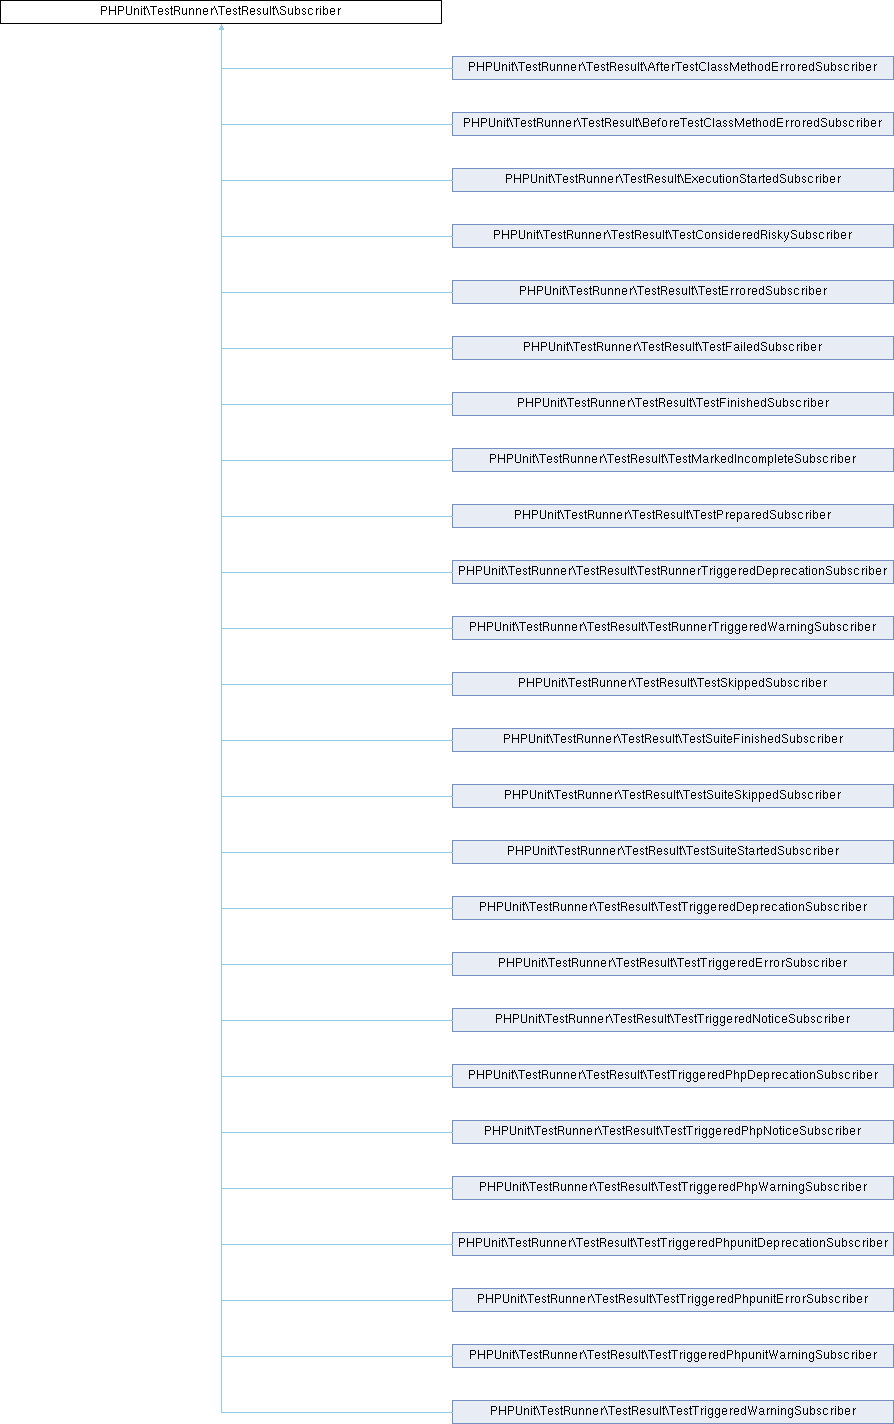 PHPUnit\TestRunner\TestResult\Subscriber
PHPUnit\TestRunner\TestResult\AfterTestClassMethodErroredSubscriber
PHPUnit\TestRunner\TestResult\BeforeTestClassMethodErroredSubscriber
PHPUnit\TestRunner\TestResult\ExecutionStartedSubscriber
PHPUnit\TestRunner\TestResult\TestConsideredRiskySubscriber
PHPUnit\TestRunner\TestResult\TestErroredSubscriber
PHPUnit\TestRunner\TestResult\TestFailedSubscriber
PHPUnit\TestRunner\TestResult\TestFinishedSubscriber
PHPUnit\TestRunner\TestResult\TestMarkedIncompleteSubscriber
PHPUnit\TestRunner\TestResult\TestPreparedSubscriber
PHPUnit\TestRunner\TestResult\TestRunnerTriggeredDeprecationSubscriber
PHPUnit\TestRunner\TestResult\TestRunnerTriggeredWarningSubscriber
PHPUnit\TestRunner\TestResult\TestSkippedSubscriber
PHPUnit\TestRunner\TestResult\TestSuiteFinishedSubscriber
PHPUnit\TestRunner\TestResult\TestSuiteSkippedSubscriber
PHPUnit\TestRunner\TestResult\TestSuiteStartedSubscriber
PHPUnit\TestRunner\TestResult\TestTriggeredDeprecationSubscriber
PHPUnit\TestRunner\TestResult\TestTriggeredErrorSubscriber
PHPUnit\TestRunner\TestResult\TestTriggeredNoticeSubscriber
PHPUnit\TestRunner\TestResult\TestTriggeredPhpDeprecationSubscriber
PHPUnit\TestRunner\TestResult\TestTriggeredPhpNoticeSubscriber
PHPUnit\TestRunner\TestResult\TestTriggeredPhpWarningSubscriber
PHPUnit\TestRunner\TestResult\TestTriggeredPhpunitDeprecationSubscriber
PHPUnit\TestRunner\TestResult\TestTriggeredPhpunitErrorSubscriber
PHPUnit\TestRunner\TestResult\TestTriggeredPhpunitWarningSubscriber
PHPUnit\TestRunner\TestResult\TestTriggeredWarningSubscriber